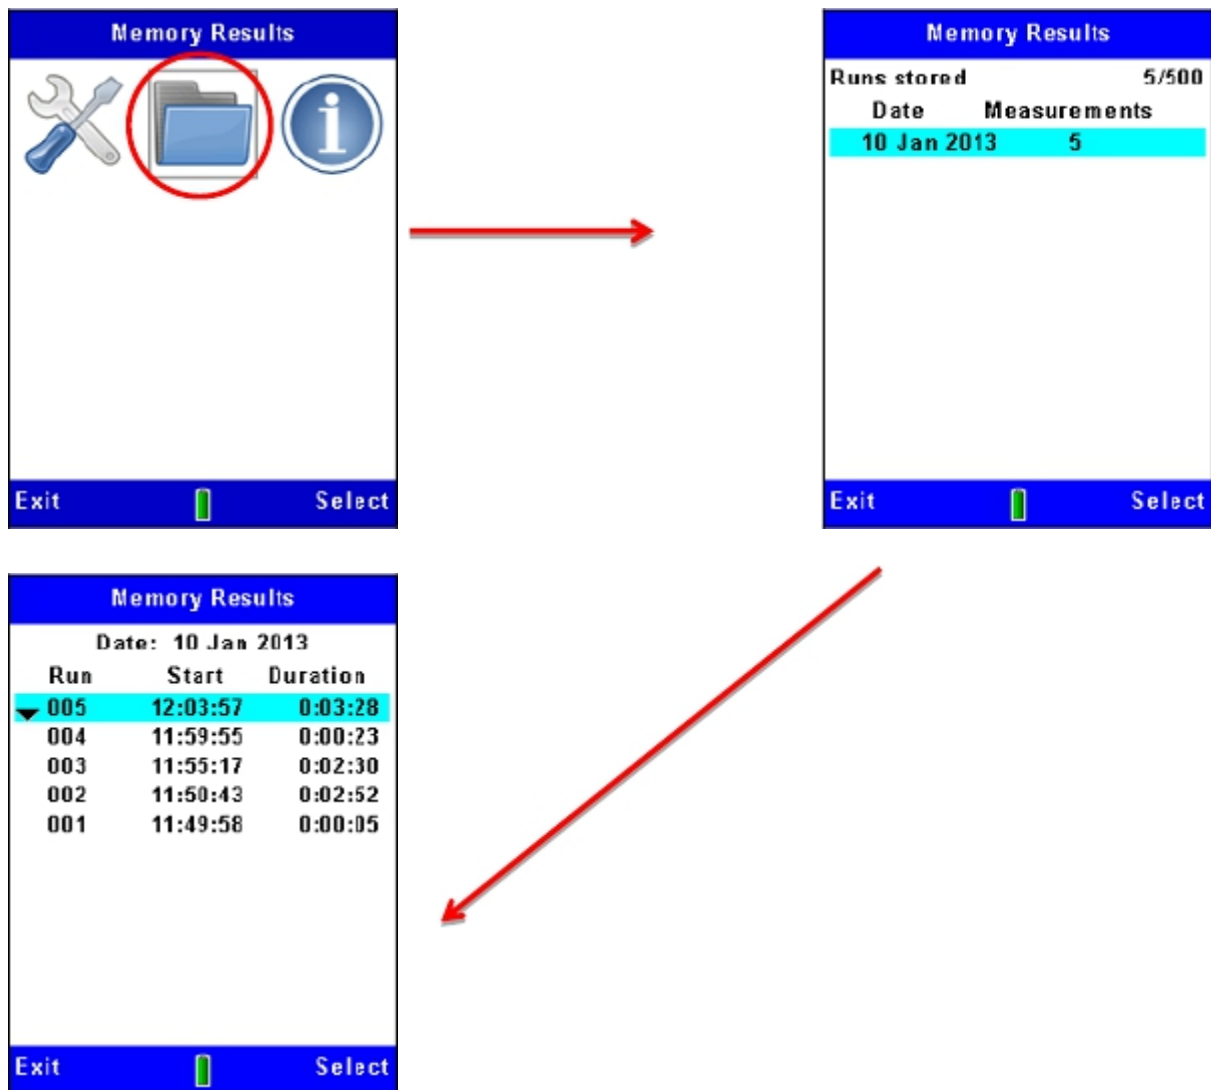 Memory Results
Exit Select
Memory Results
Runs stored 5/500
Date Measurements
10 Jan 2013 5
Exit Select
Memory Results
Date: 10 Jan 2013
Run Start Duration
005 12:03:57 0:03:28
004 11:59:55 0:00:23
003 11:55:17 0:02:30
002 11:50:43 0:02:52
001 11:49:58 0:00:05
Exit Select